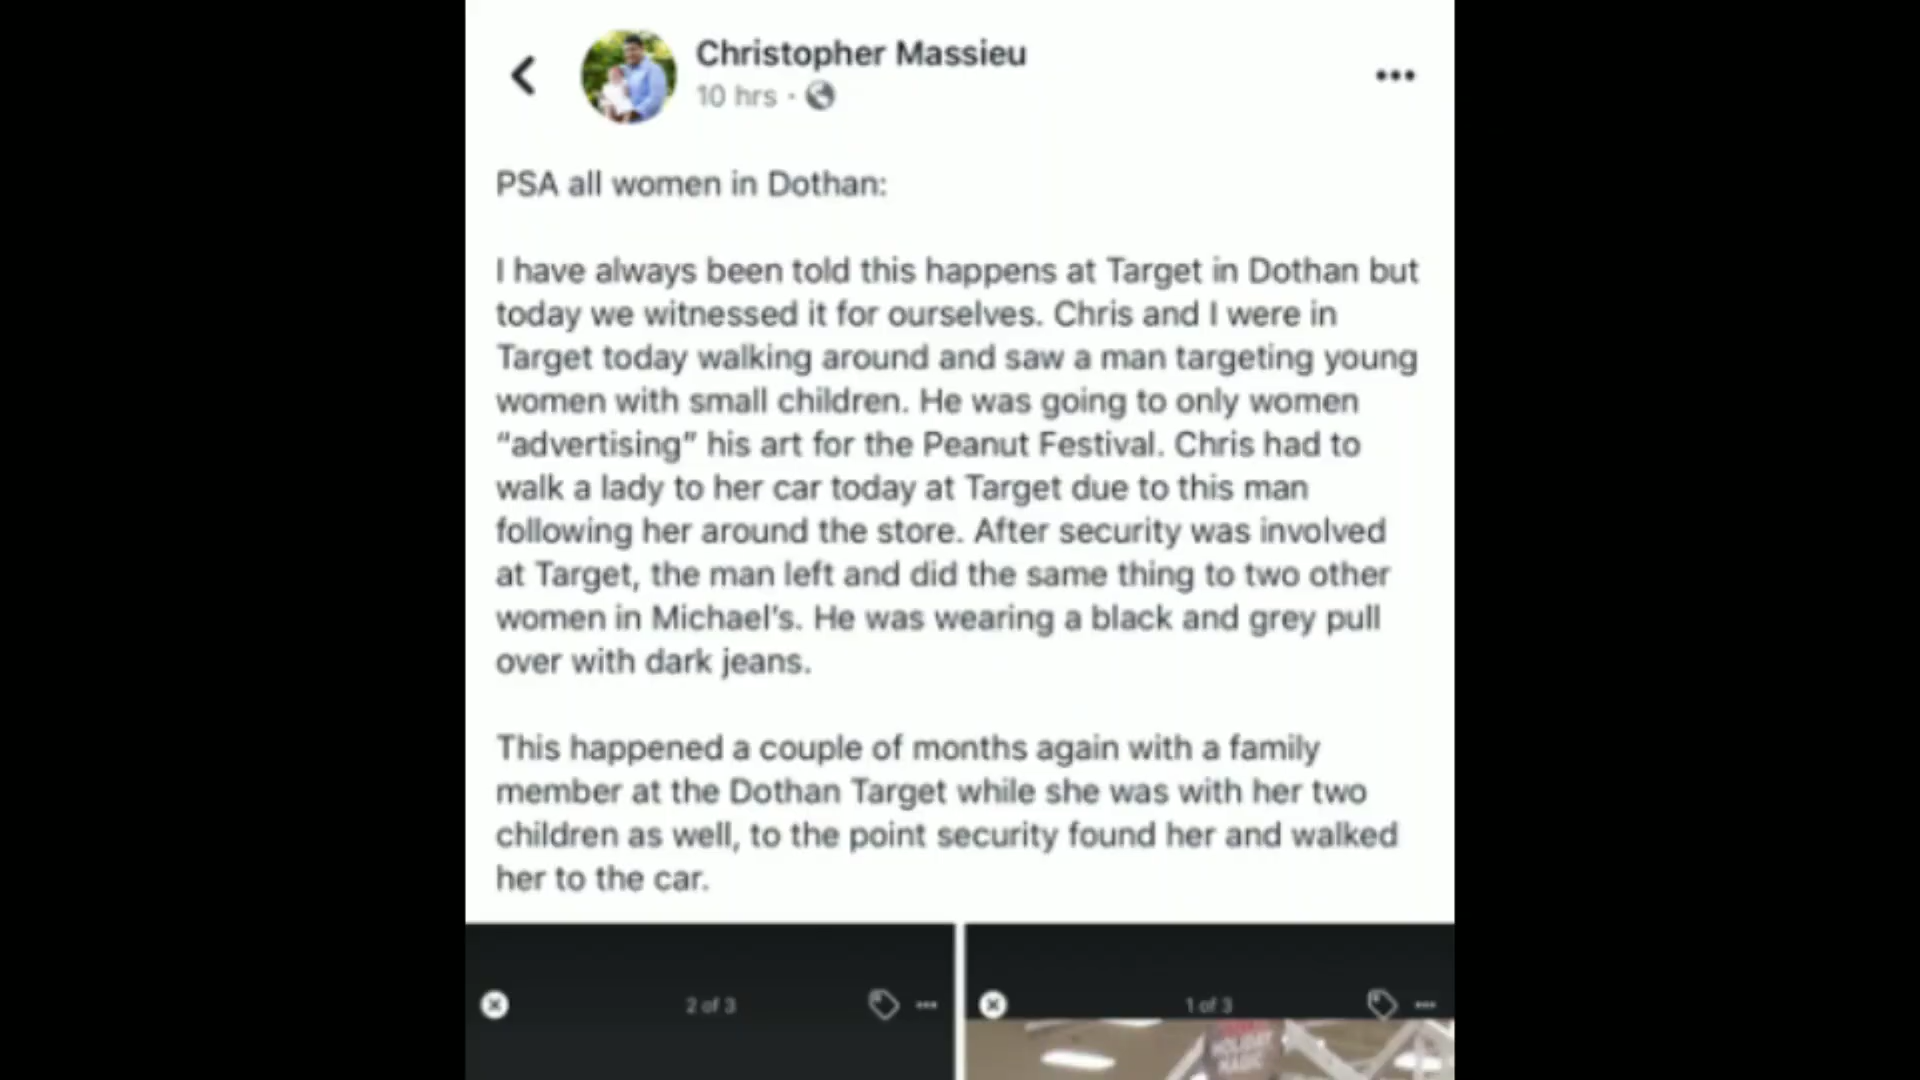 Christopher Massieu
10 hrs ·
PSA all women in Dothan:
I have always been told this happens at Target in Dothan but
today we witnessed it for ourselves. Chris and I were in
Target today walking around and saw a man targeting young
women with small children. He was going to only women
“advertising” his art for the Peanut Festival. Chris had to
walk a lady to her car today at Target due to this man
following her around the store. After security was involved
at Target, the man left and did the same thing to two other
women in Michael's. He was wearing a black and grey pull
over with dark jeans.
This happened a couple of months again with a family
member at the Dothan Target while she was with her two
children as well, to the point security found her and walked
her to the car.
2 of 3
1 of 3
HOLIDAY
MAGIC